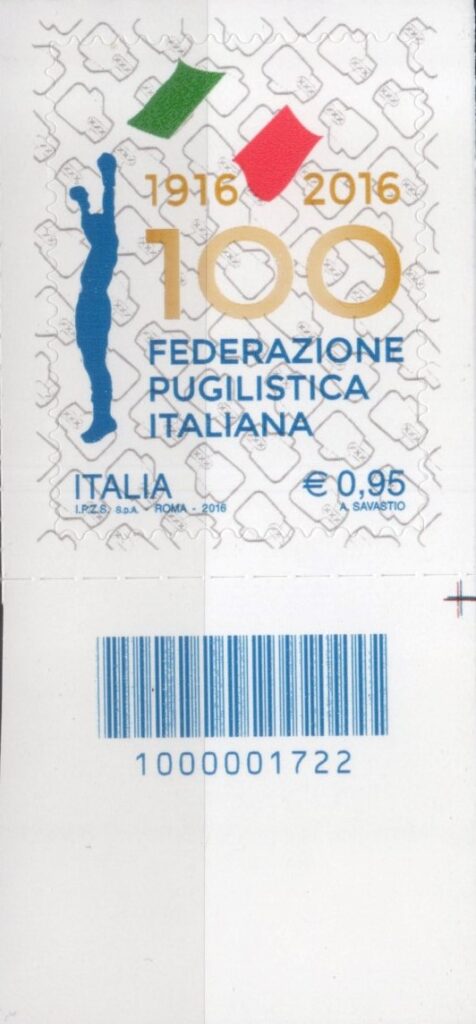 1916 2016
100
FEDERAZIONE
PUGILISTICA
ITALIANA
ITALIA € 0,95
I.P.Z.S. S.p.A. ROMA - 2016 A. SAVASTIO
1000001722